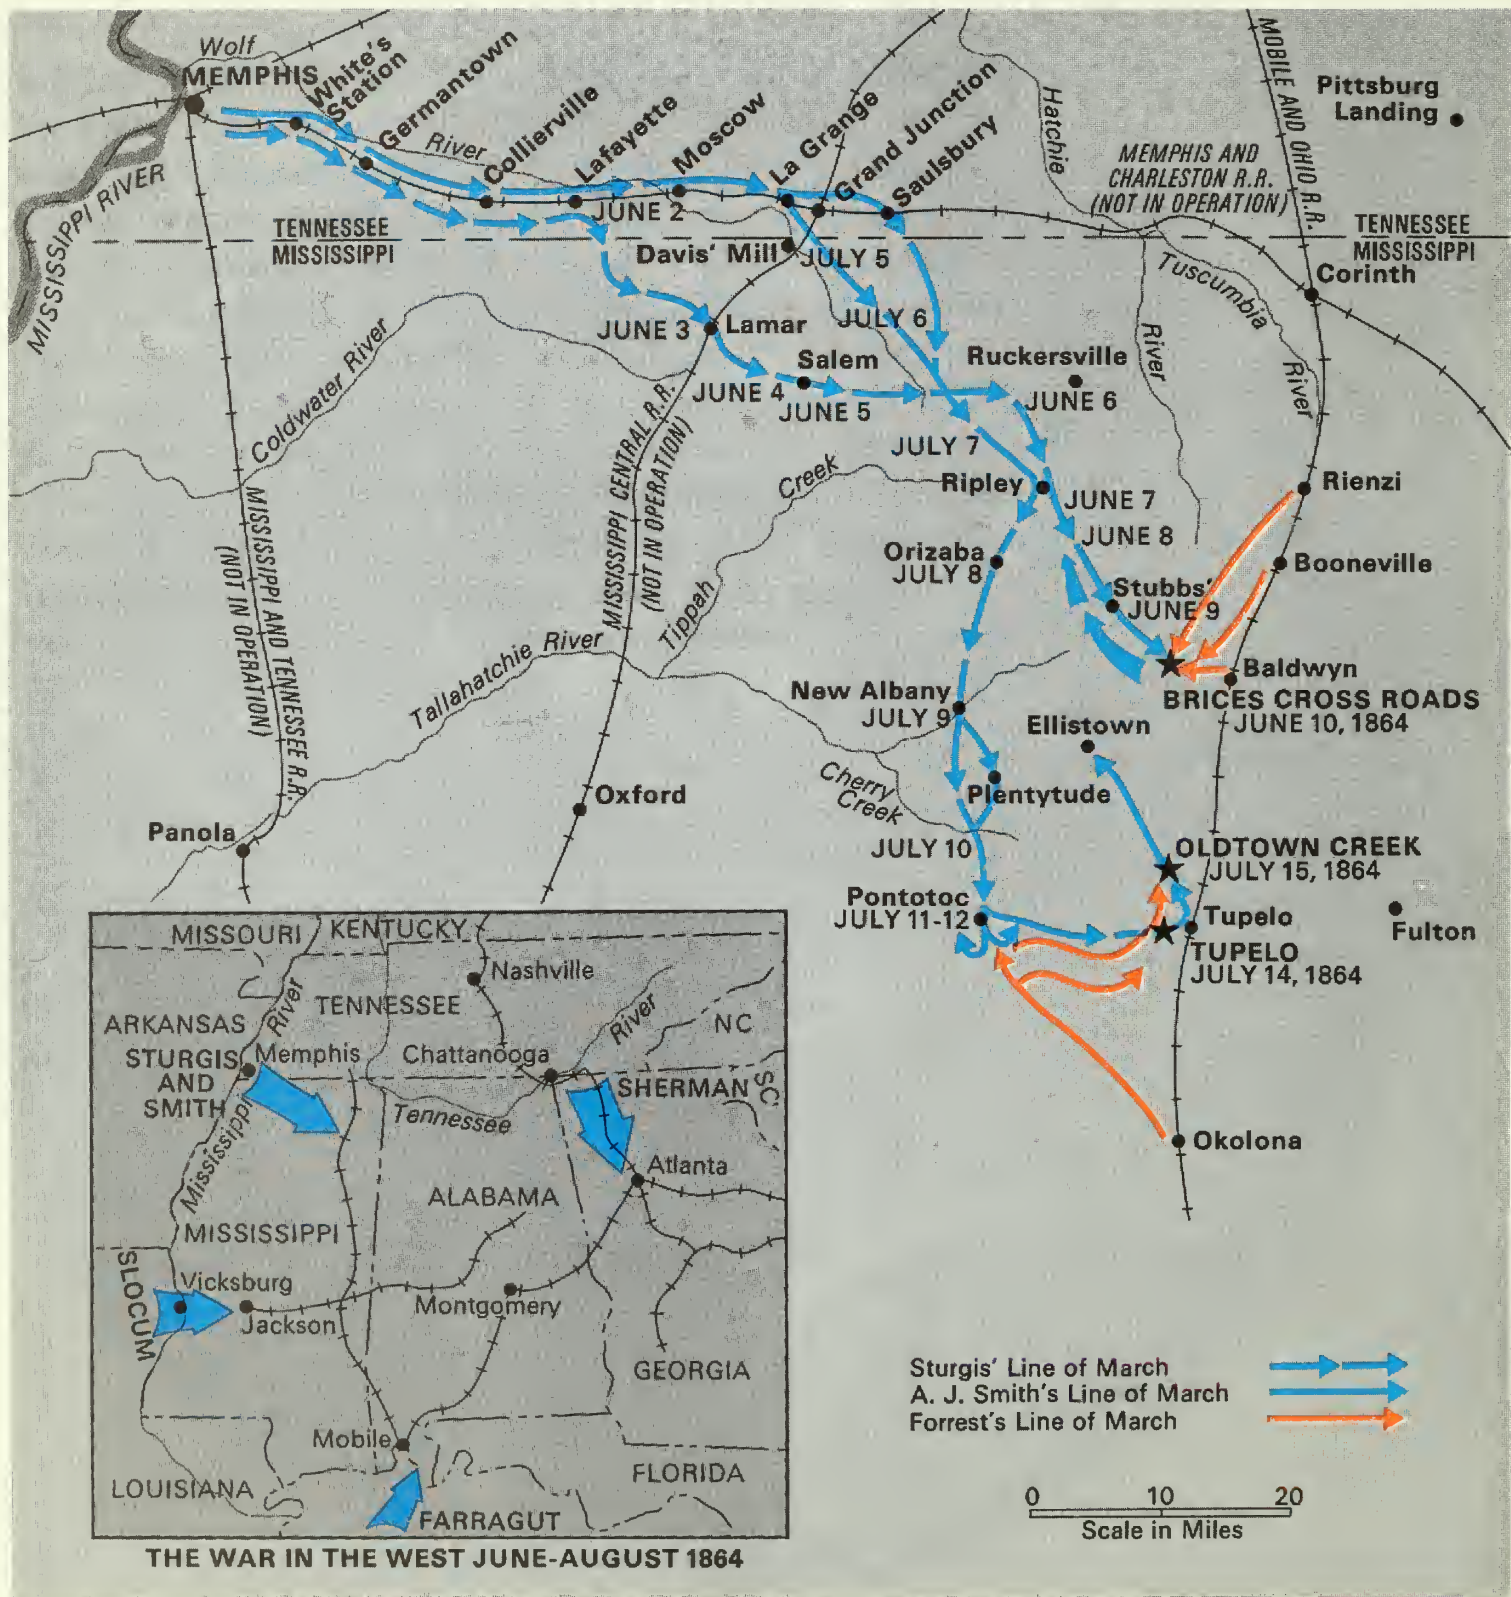 Wolf
MEMPHIS
White's
Station
Germantown
River
Collierville
Lafayette
Moscow
La Grange
Grand Junction
Saulsbury
Hatchie
MOBILE AND OHIO R.R.
Pittsburg
Landing
MEMPHIS AND
CHARLESTON R.R.
(NOT IN OPERATION)
MISSISSIPPI RIVER
JUNE 2
TENNESSEE
MISSISSIPPI
TENNESSEE
MISSISSIPPI
Davis' Mill
JULY 5
Tuscumbia
River
Corinth
JUNE 3
Lamar
JULY 6
Salem
Ruckersville
River
Coldwater River
JUNE 4
JUNE 5
JUNE 6
MISSISSIPPI CENTRAL R.R.
(NOT IN OPERATION)
JULY 7
Creek
Tippah
Ripley
JUNE 7
JUNE 8
Rienzi
MISSISSIPPI AND TENNESSEE R.R.
(NOT IN OPERATION)
Orizaba
JULY 8
Booneville
Stubbs'
JUNE 9
Tallahatchie River
Baldwyn
BRICES CROSS ROADS
JUNE 10, 1864
New Albany
JULY 9
Ellistown
Cherry
Creek
Plentytude
Oxford
Panola
JULY 10
OLDTOWN CREEK
JULY 15, 1864
Pontotoc
JULY 11-12
Tupelo
TUPELO
JULY 14, 1864
Fulton
Okolona
MISSOURI
KENTUCKY
Nashville
TENNESSEE
River
River
ARKANSAS
NC
STURGIS
AND
SMITH
Memphis
Chattanooga
SHERMAN
SC
Tennessee
Mississippi
Atlanta
ALABAMA
MISSISSIPPI
SLOCUM
Vicksburg
Jackson
Montgomery
GEORGIA
Mobile
LOUISIANA
FLORIDA
FARRAGUT
THE WAR IN THE WEST JUNE-AUGUST 1864
Sturgis' Line of March
A. J. Smith's Line of March
Forrest's Line of March
0 10 20
Scale in Miles